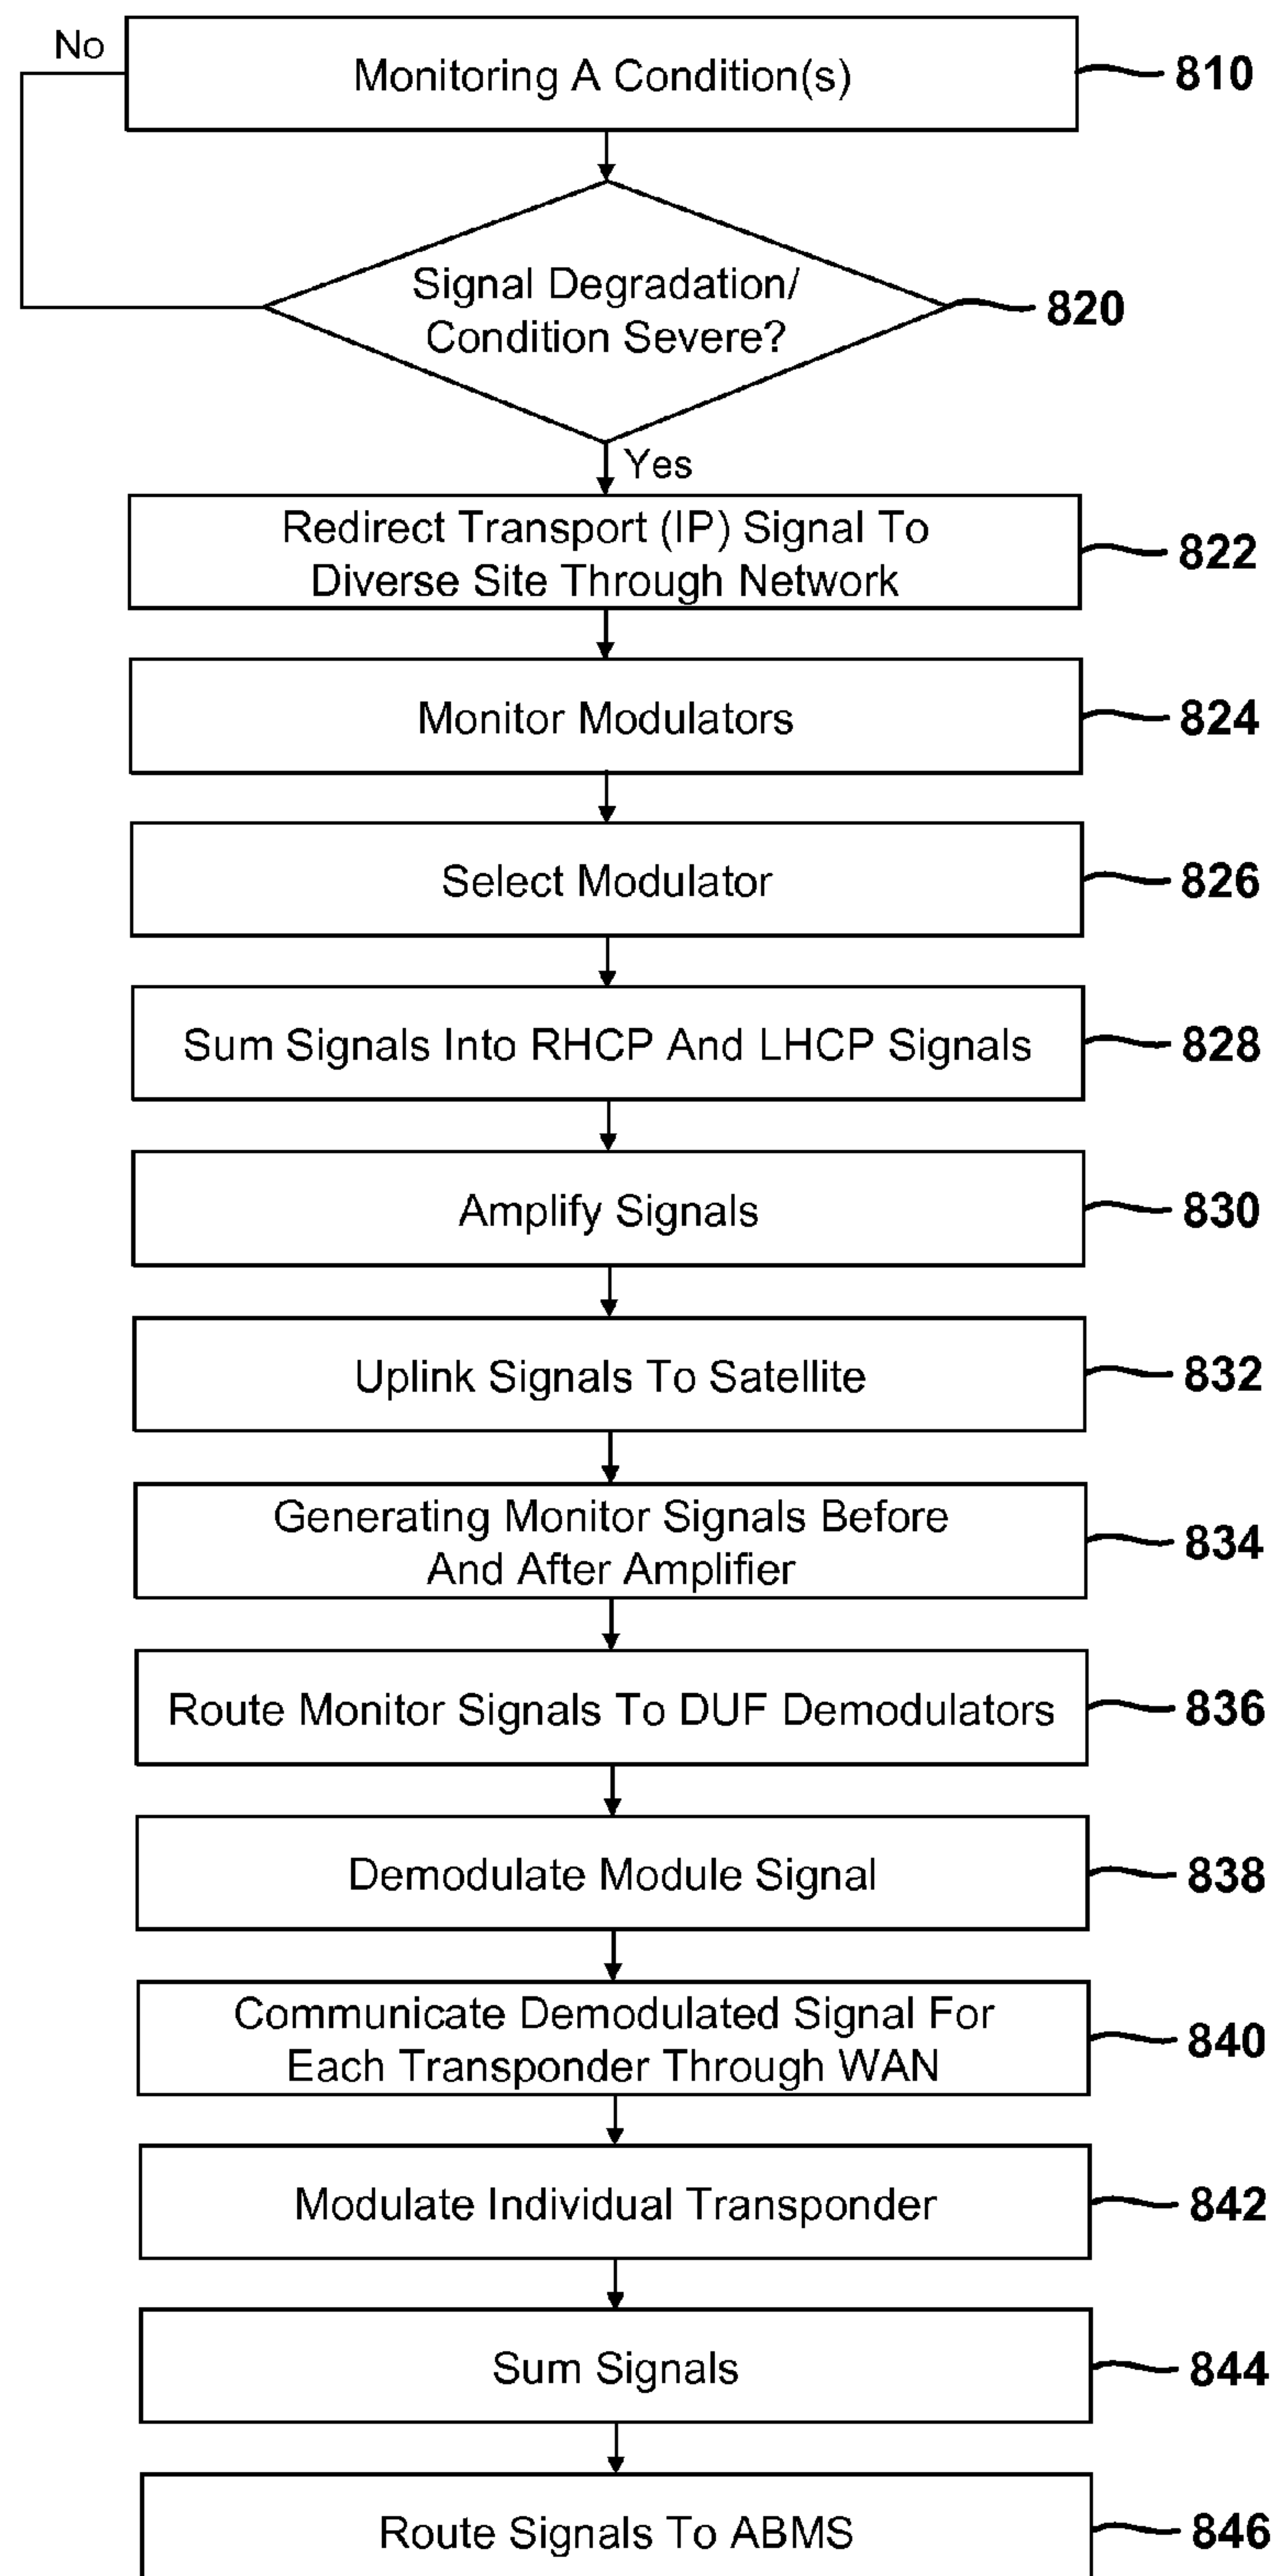 No
Monitoring A Condition(s)
810
Signal Degradation/
Condition Severe?
820
Yes
Redirect Transport (IP) Signal To
Diverse Site Through Network
822
Monitor Modulators
824
Select Modulator
826
Sum Signals Into RHCP And LHCP Signals
828
Amplify Signals
830
Uplink Signals To Satellite
832
Generating Monitor Signals Before
And After Amplifier
834
Route Monitor Signals To DUF Demodulators
836
Demodulate Module Signal
838
Communicate Demodulated Signal For
Each Transponder Through WAN
840
Modulate Individual Transponder
842
Sum Signals
844
Route Signals To ABMS
846